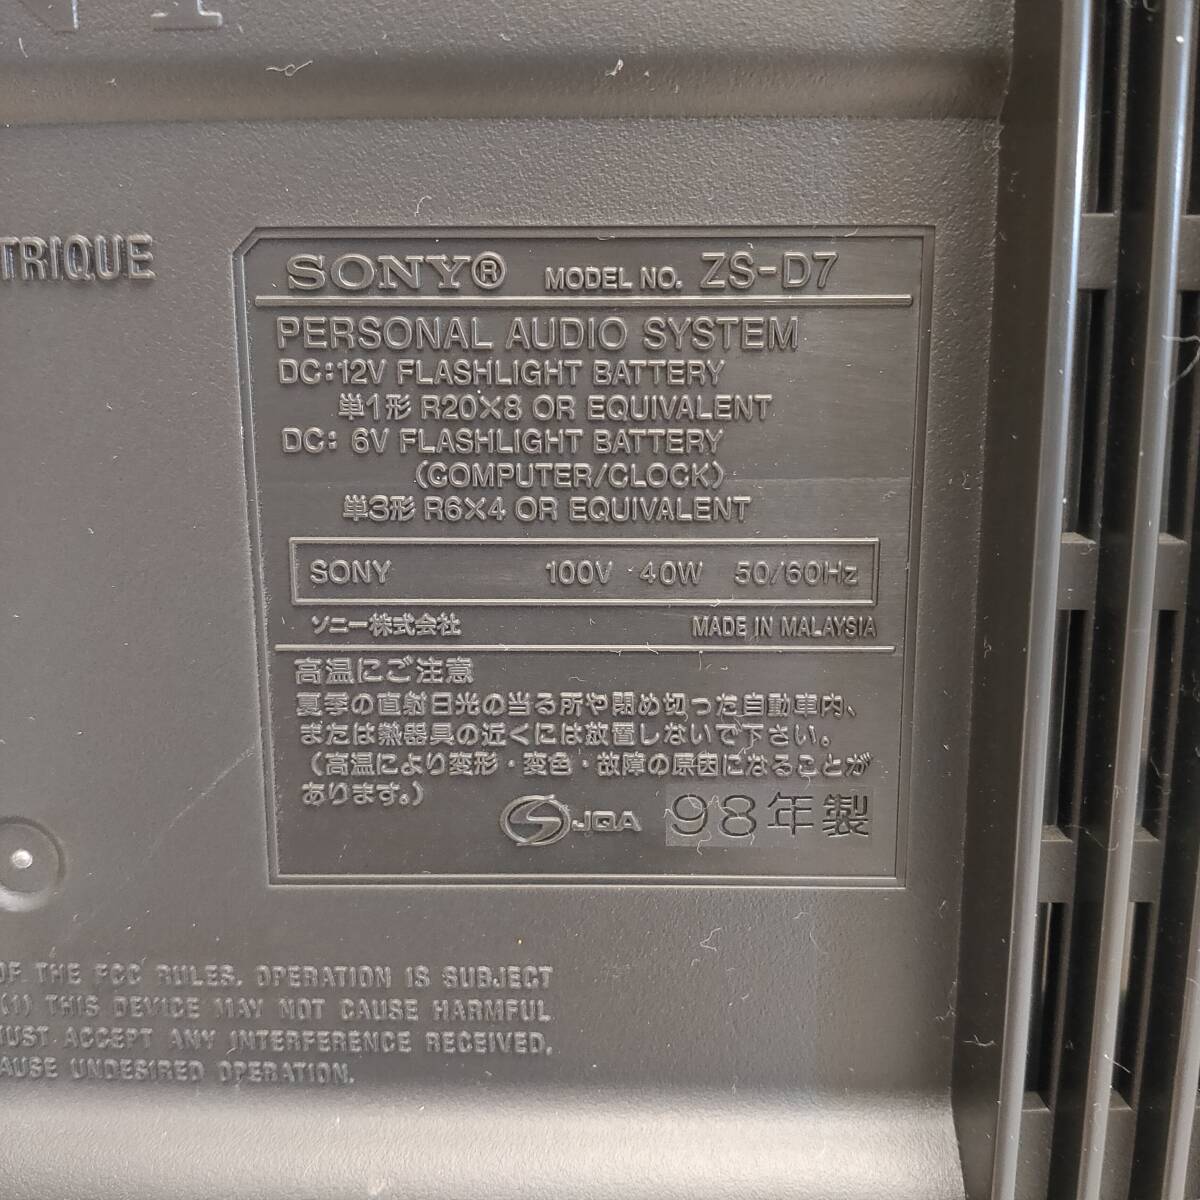 TRIQUE
SONY® MODEL NO. ZS-D7
PERSONAL AUDIO SYSTEM
DC:12V FLASHLIGHT BATTERY
単1形 R20×8 OR EQUIVALENT
DC: 6V FLASHLIGHT BATTERY
(COMPUTER/CLOCK)
単3形 R6×4 OR EQUIVALENT
SONY 100V 40W 50/60Hz
ソニー株式会社 MADE IN MALAYSIA
高温にご注意
夏季の直射日光の当る所や閉め切った自動車内、
または熱器具の近くには放置しないで下さい。
(高温により変形・変色・故障の原因になることが
あります。)
JQA 98年製
OF THE FCC RULES. OPERATION IS SUBJECT
(1) THIS DEVICE MAY NOT CAUSE HARMFUL
UST ACCEPT ANY INTERFERENCE RECEIVED,
AUSE UNDESIRED OPERATION.